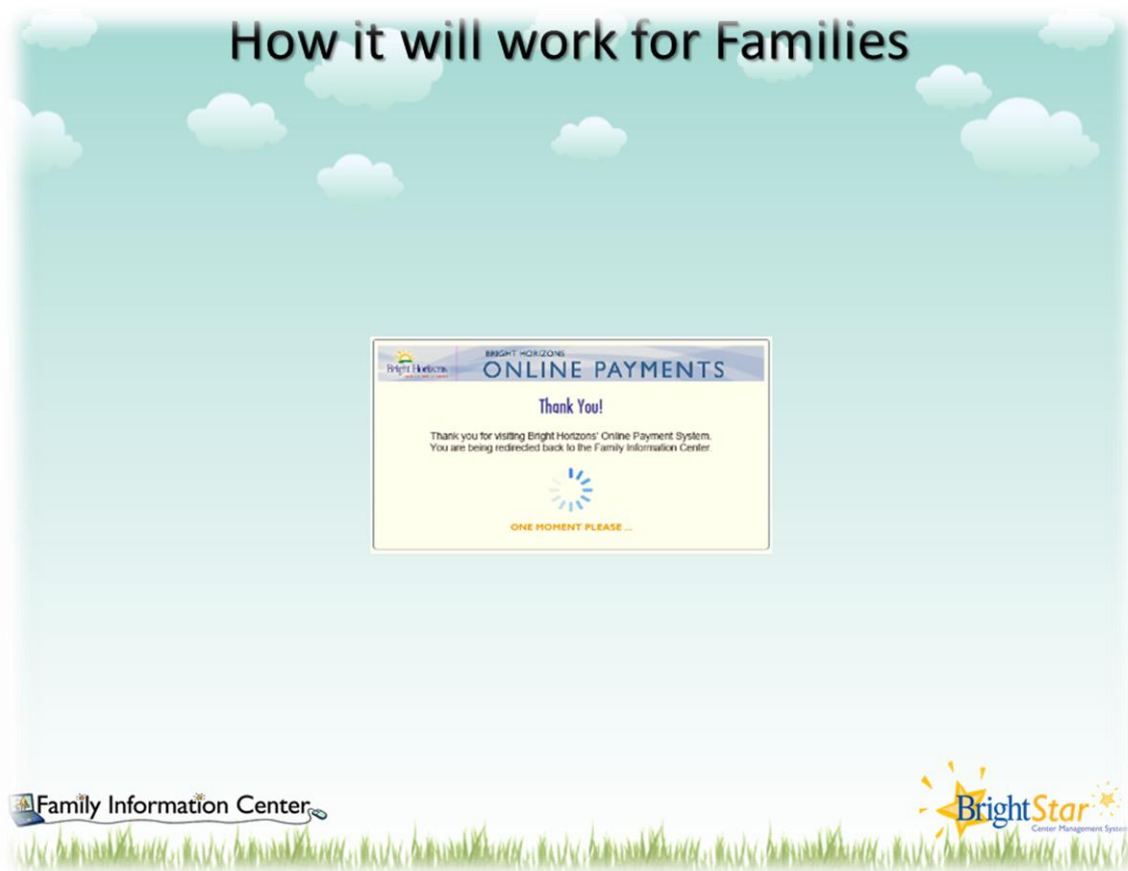 How it will work for Families
Bright Horizons
BRIGHT HORIZONS
ONLINE PAYMENTS
Thank You!
Thank you for visiting Bright Horizons' Online Payment System.
You are being redirected back to the Family Information Center.
ONE MOMENT PLEASE ...
Family Information Center
BrightStar
Center Management System